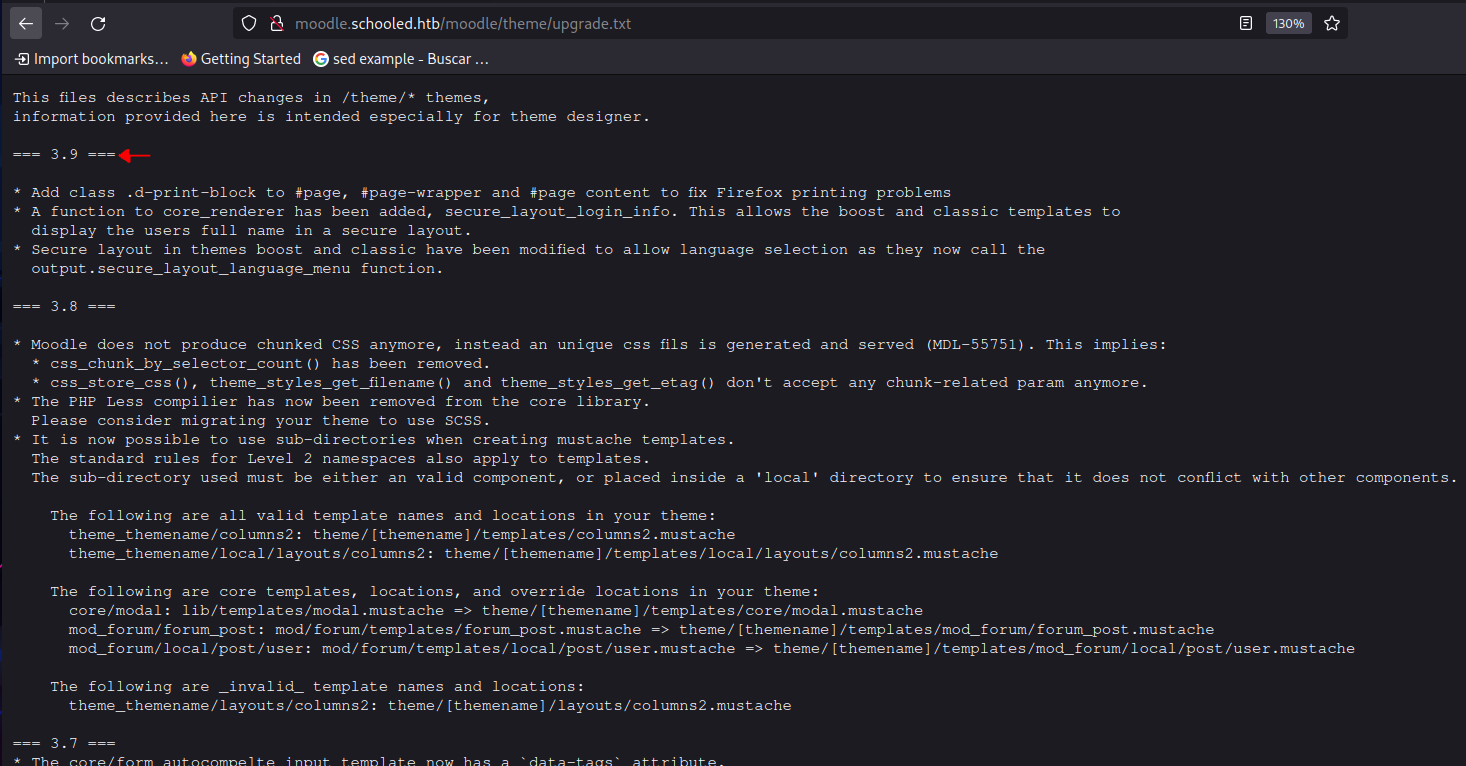 moodle.schooled.htb/moodle/theme/upgrade.txt
130%
Import bookmarks...
Getting Started
sed example - Buscar ...
This files describes API changes in /theme/* themes,
information provided here is intended especially for theme designer.
=== 3.9 ===
* Add class .d-print-block to #page, #page-wrapper and #page content to fix Firefox printing problems
* A function to core_renderer has been added, secure_layout_login_info. This allows the boost and classic templates to
display the users full name in a secure layout.
* Secure layout in themes boost and classic have been modified to allow language selection as they now call the
output.secure_layout_language_menu function.
=== 3.8 ===
* Moodle does not produce chunked CSS anymore, instead an unique css fils is generated and served (MDL-55751). This implies:
* css_chunk_by_selector_count() has been removed.
* css_store_css(), theme_styles_get_filename() and theme_styles_get_etag() don't accept any chunk-related param anymore.
* The PHP Less compilier has now been removed from the core library.
Please consider migrating your theme to use SCSS.
* It is now possible to use sub-directories when creating mustache templates.
The standard rules for Level 2 namespaces also apply to templates.
The sub-directory used must be either an valid component, or placed inside a 'local' directory to ensure that it does not conflict with other components.
The following are all valid template names and locations in your theme:
theme_themename/columns2: theme/[themename]/templates/columns2.mustache
theme_themename/local/layouts/columns2: theme/[themename]/templates/local/layouts/columns2.mustache
The following are core templates, locations, and override locations in your theme:
core/modal: lib/templates/modal.mustache => theme/[themename]/templates/core/modal.mustache
mod_forum/forum_post: mod/forum/templates/forum_post.mustache => theme/[themename]/templates/mod_forum/forum_post.mustache
mod_forum/local/post/user: mod/forum/templates/local/post/user.mustache => theme/[themename]/templates/mod_forum/local/post/user.mustache
The following are _invalid_ template names and locations:
theme_themename/layouts/columns2: theme/[themename]/layouts/columns2.mustache
=== 3.7 ===
* The core/form_autocompelte_input template now has a `data-tags` attribute.